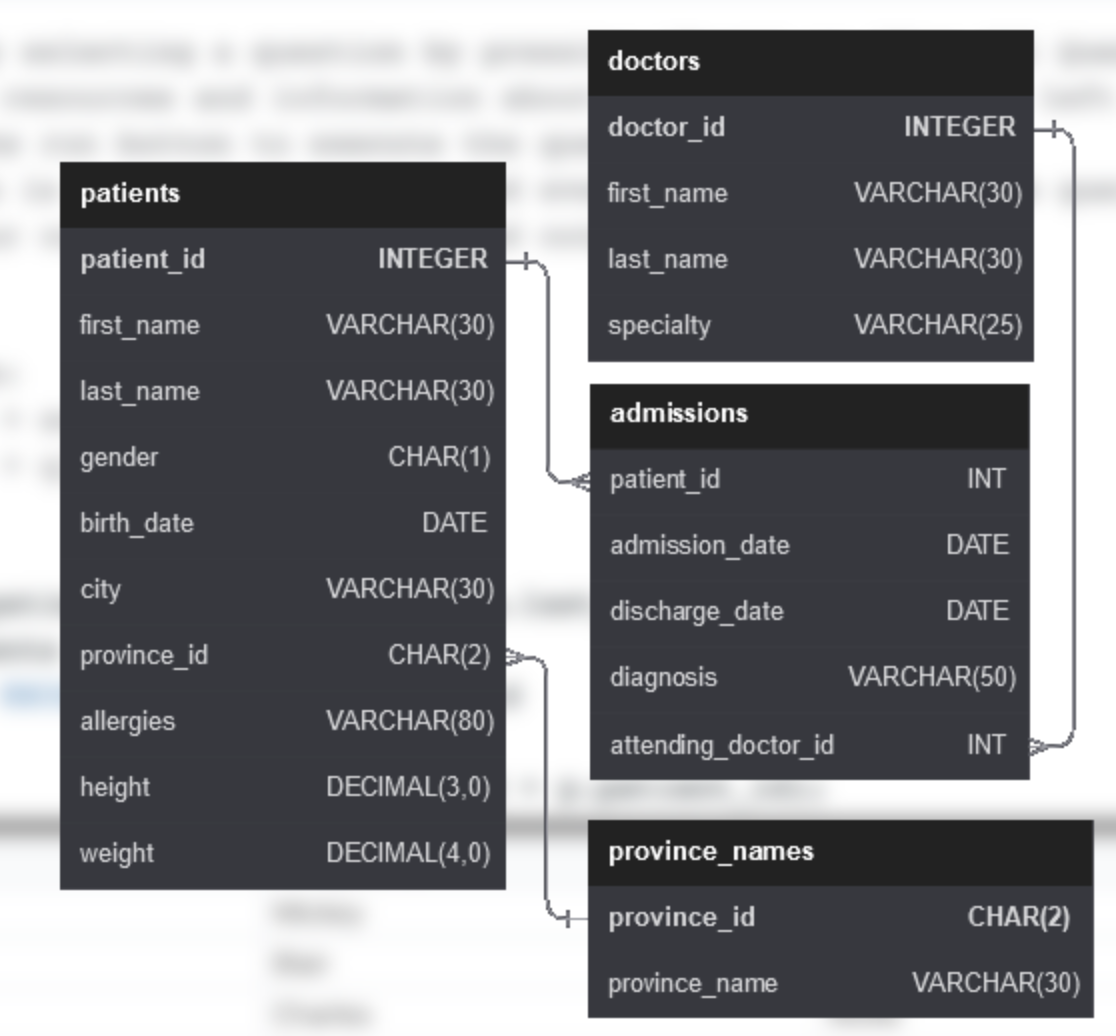 doctors
doctor_id INTEGER
first_name VARCHAR(30)
last_name VARCHAR(30)
specialty VARCHAR(25)
patients
patient_id INTEGER
first_name VARCHAR(30)
last_name VARCHAR(30)
gender CHAR(1)
birth_date DATE
city VARCHAR(30)
province_id CHAR(2)
allergies VARCHAR(80)
height DECIMAL(3,0)
weight DECIMAL(4,0)
admissions
patient_id INT
admission_date DATE
discharge_date DATE
diagnosis VARCHAR(50)
attending_doctor_id INT
province_names
province_id CHAR(2)
province_name VARCHAR(30)